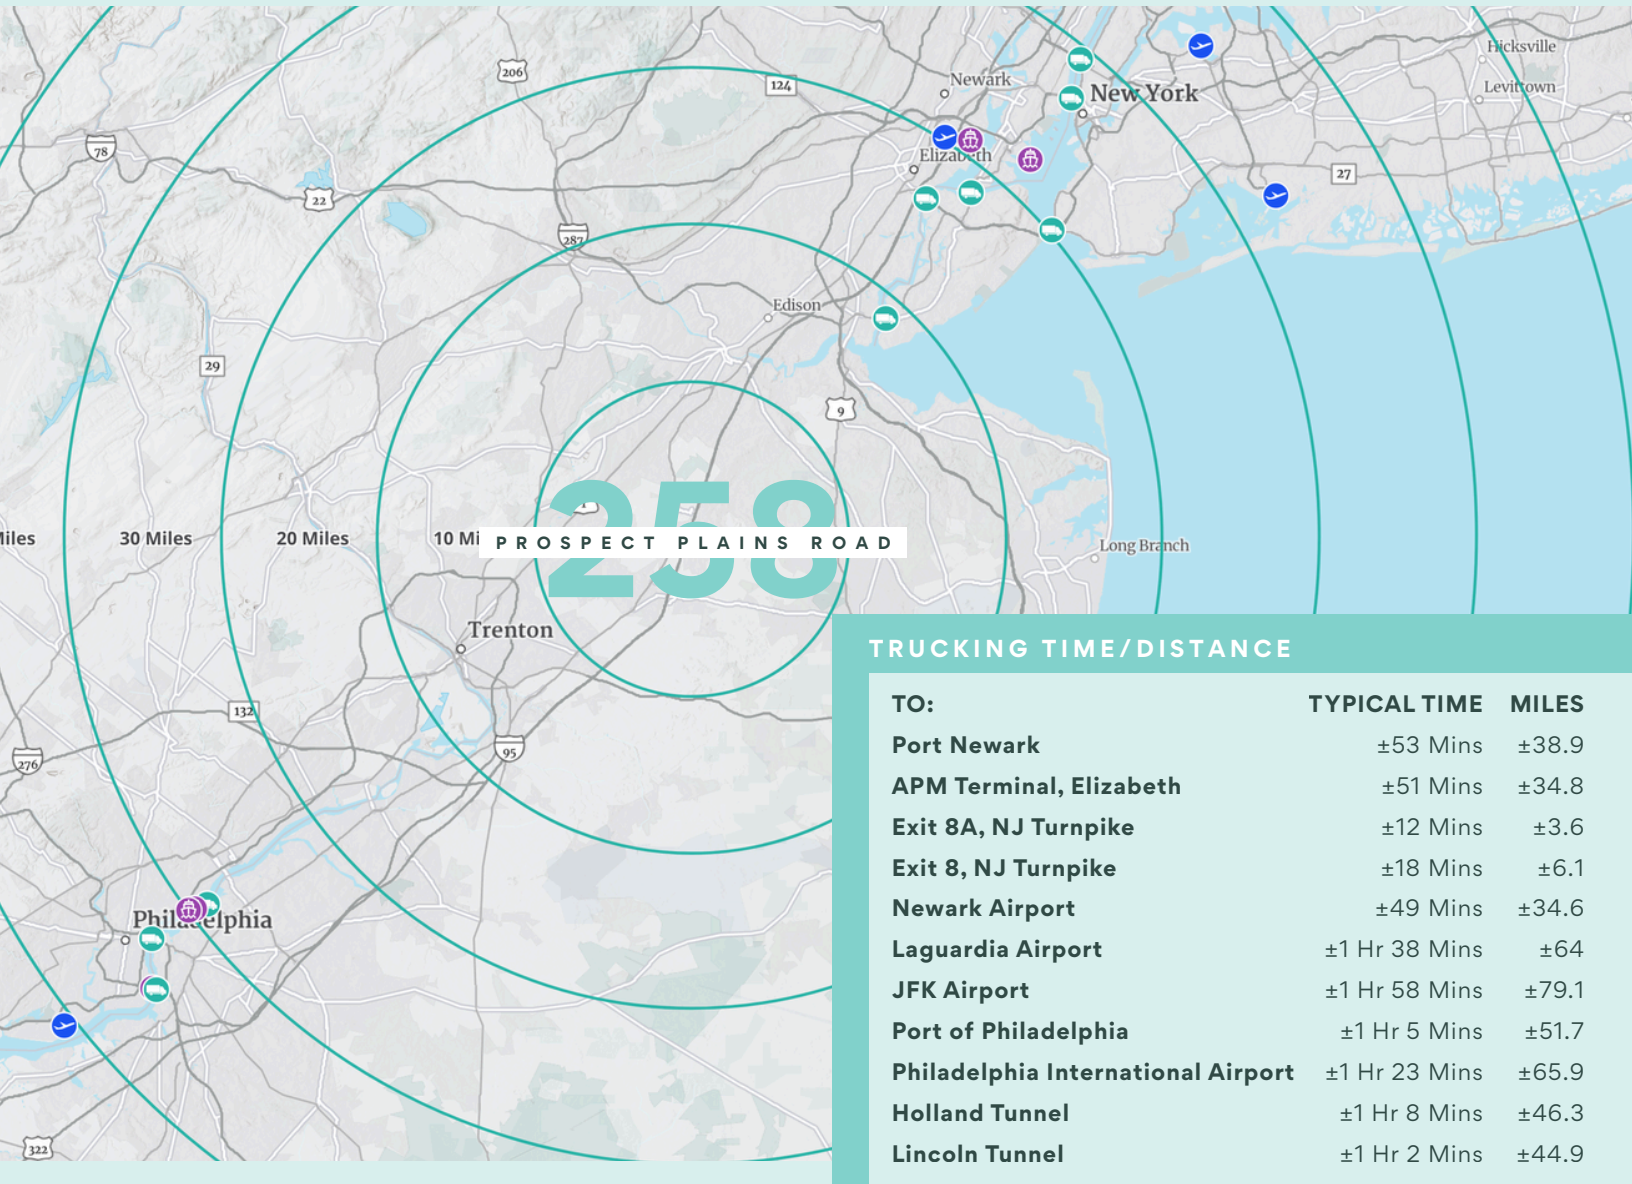 206
124
Newark
New York
Hicksville
Levittown
78
Elizabeth
22
27
287
Edison
29
9
258
PROSPECT PLAINS ROAD
Miles
30 Miles
20 Miles
10 Mi
Long Branch
Trenton
132
95
276
Philadelphia
322
TRUCKING TIME/DISTANCE
TO: TYPICAL TIME MILES
Port Newark ±53 Mins ±38.9
APM Terminal, Elizabeth ±51 Mins ±34.8
Exit 8A, NJ Turnpike ±12 Mins ±3.6
Exit 8, NJ Turnpike ±18 Mins ±6.1
Newark Airport ±49 Mins ±34.6
Laguardia Airport ±1 Hr 38 Mins ±64
JFK Airport ±1 Hr 58 Mins ±79.1
Port of Philadelphia ±1 Hr 5 Mins ±51.7
Philadelphia International Airport ±1 Hr 23 Mins ±65.9
Holland Tunnel ±1 Hr 8 Mins ±46.3
Lincoln Tunnel ±1 Hr 2 Mins ±44.9